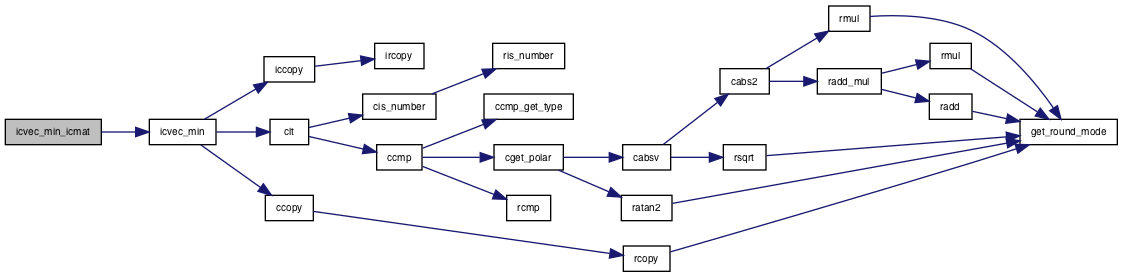 icvec_min_icmat
icvec_min
iccopy
clt
ccopy
ircopy
cis_number
ccmp
ris_number
ccmp_get_type
cget_polar
rcmp
cabsv
ratan2
rcopy
cabs2
rsqrt
rmul
radd_mul
rmul
radd
get_round_mode